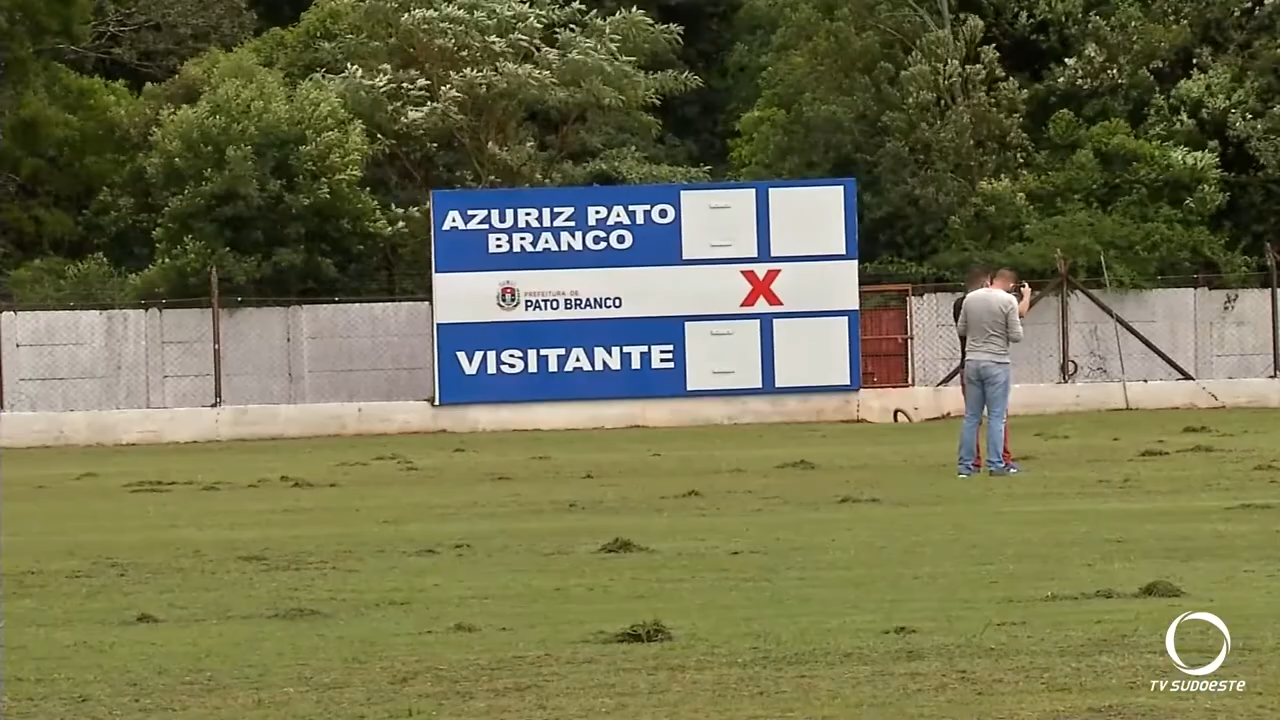 AZURIZ PATO
BRANCO
X
PREFEITURA DE
PATO BRANCO
VISITANTE
TV SUDOESTE